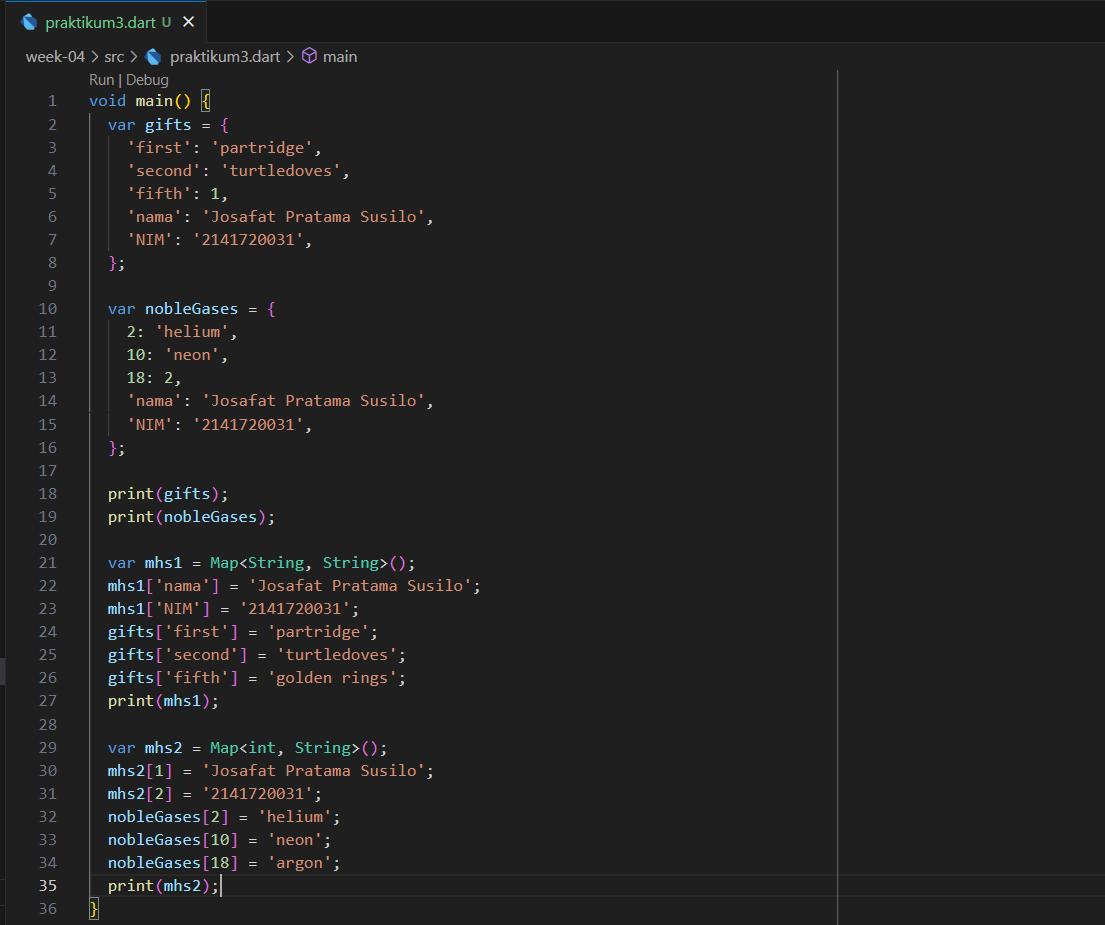 praktikum3.dart U ×
week-04 > src > praktikum3.dart > main
Run | Debug
1 void main() {
2 var gifts = {
3 'first': 'partridge',
4 'second': 'turtledoves',
5 'fifth': 1,
6 'nama': 'Josafat Pratama Susilo',
7 'NIM': '2141720031',
8 };
9
10 var nobleGases = {
11 2: 'helium',
12 10: 'neon',
13 18: 2,
14 'nama': 'Josafat Pratama Susilo',
15 'NIM': '2141720031',
16 };
17
18 print(gifts);
19 print(nobleGases);
20
21 var mhs1 = Map<String, String>();
22 mhs1['nama'] = 'Josafat Pratama Susilo';
23 mhs1['NIM'] = '2141720031';
24 gifts['first'] = 'partridge';
25 gifts['second'] = 'turtledoves';
26 gifts['fifth'] = 'golden rings';
27 print(mhs1);
28
29 var mhs2 = Map<int, String>();
30 mhs2[1] = 'Josafat Pratama Susilo';
31 mhs2[2] = '2141720031';
32 nobleGases[2] = 'helium';
33 nobleGases[10] = 'neon';
34 nobleGases[18] = 'argon';
35 print(mhs2);
36 }